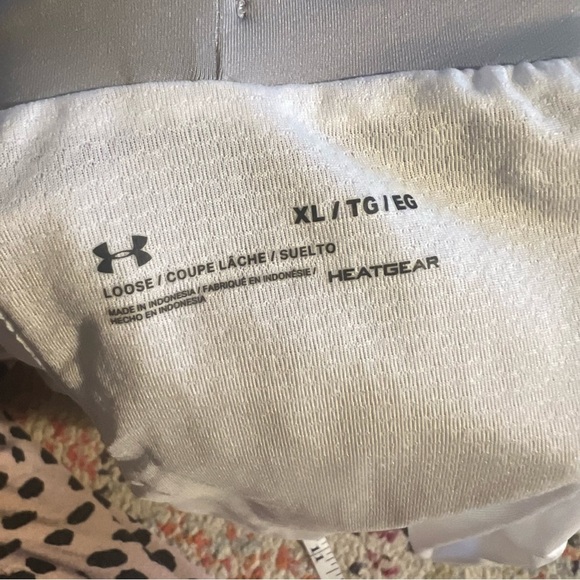 XL / TG / EG
LOOSE / COUPE LÂCHE / SUELTO
MADE IN INDONESIA / FABRIQUÉ EN INDONÉSIE /
HECHO EN INDONESIA
HEATGEAR